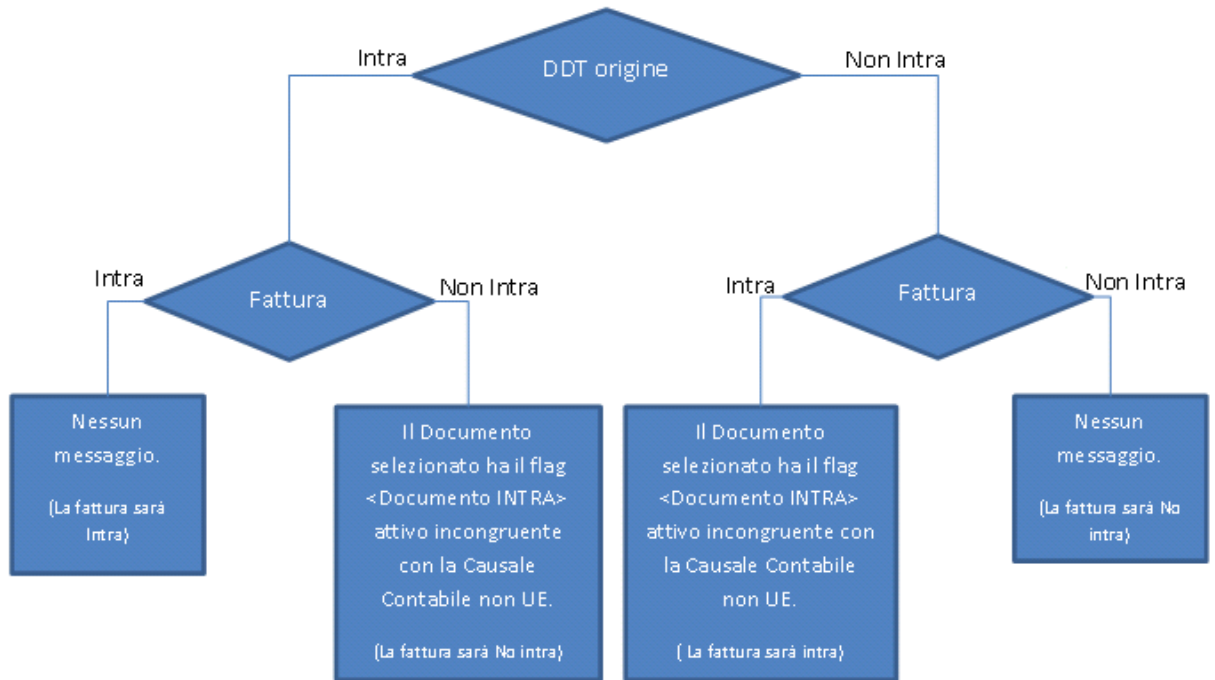 Intra
DDT origine
Non Intra
Intra
Fattura
Non Intra
Intra
Fattura
Non Intra
Nessun
messaggio.
(La fattura sarà
Intra)
Il Documento
selezionato ha il flag
<Documento INTRA>
attivo incongruente
con la Causale
Contabile non UE.
(La fattura sarà No intra)
Il Documento
selezionato ha il flag
<Documento INTRA>
attivo incongruente con
la Causale Contabile
non UE.
( La fattura sarà intra)
Nessun
messaggio.
(La fattura sarà No
intra)